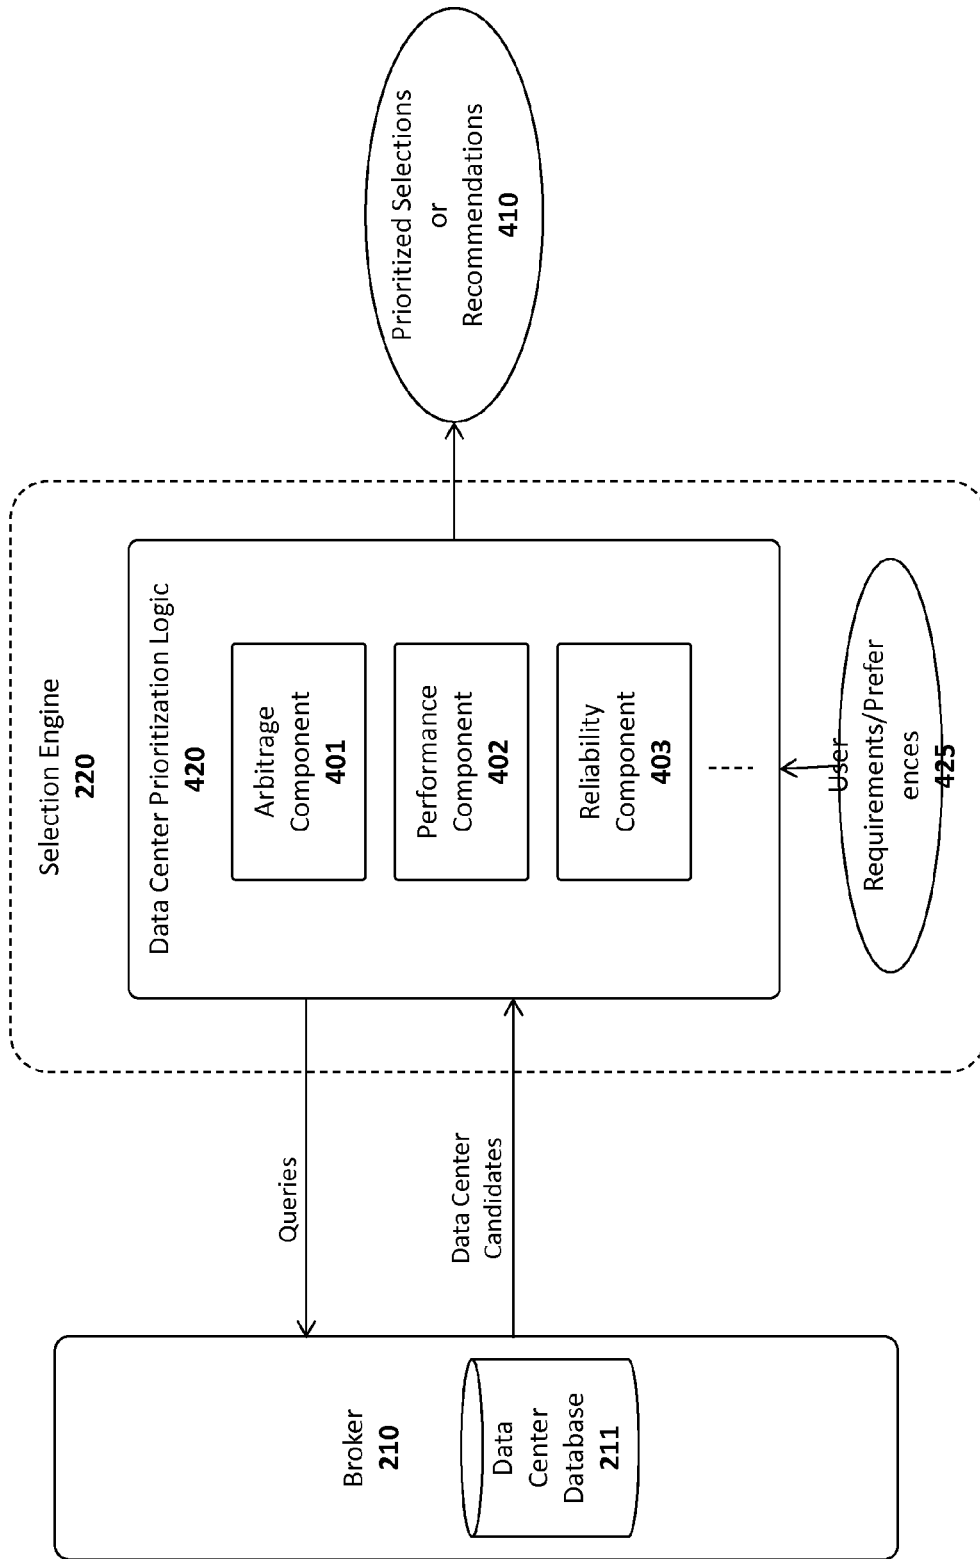 Broker
210
Data
Center
Database
211
Queries
Data Center
Candidates
Selection Engine
220
Data Center Prioritization Logic
420
Arbitrage
Component
401
Performance
Component
402
Reliability
Component
403
User
Requirements/Prefer
ences
425
Prioritized Selections
or
Recommendations
410